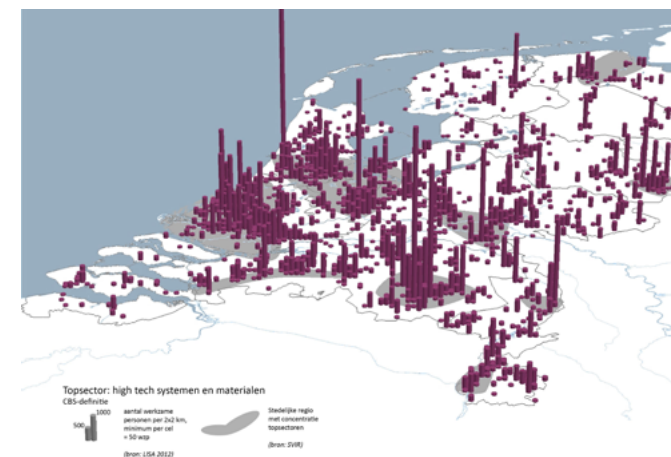 Topsector: high tech systemen en materialen
CBS-definitie
1000
500
aantal werkzame
personen per 2x2 km,
minimum per cel
= 50 wzp
(bron: LISA 2012)
Stedelijke regio
met concentratie
topsectoren
(bron: SVIR)